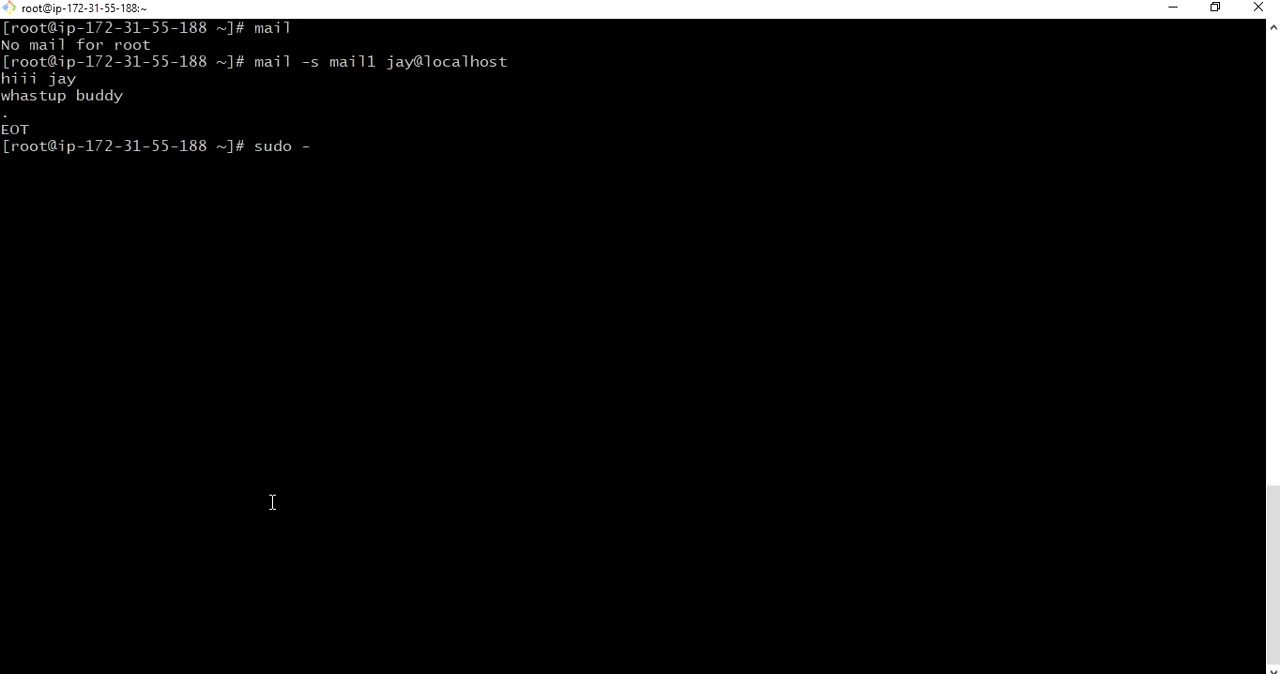 root@ip-172-31-55-188:~
[root@ip-172-31-55-188 ~]# mail
No mail for root
[root@ip-172-31-55-188 ~]# mail -s mail1 jay@localhost
hiii jay
whastup buddy
.
EOT
[root@ip-172-31-55-188 ~]# sudo -